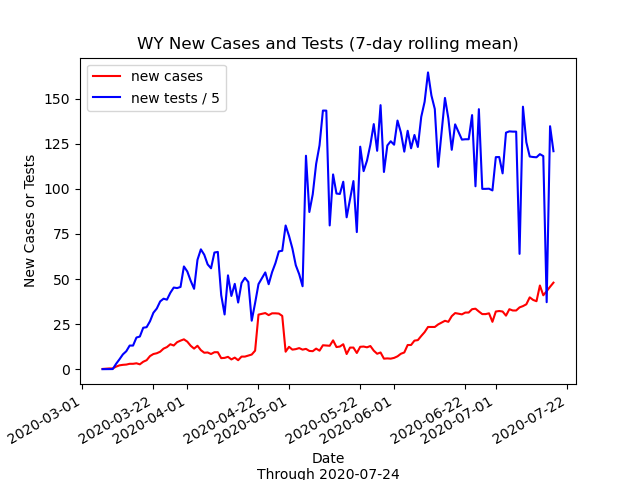 WY New Cases and Tests (7-day rolling mean)
new cases
new tests / 5
150
125
100
75
50
25
0
New Cases or Tests
2020-03-01
2020-03-22
2020-04-01
2020-04-22
2020-05-01
2020-05-22
2020-06-01
2020-06-22
2020-07-01
2020-07-22
Date
Through 2020-07-24